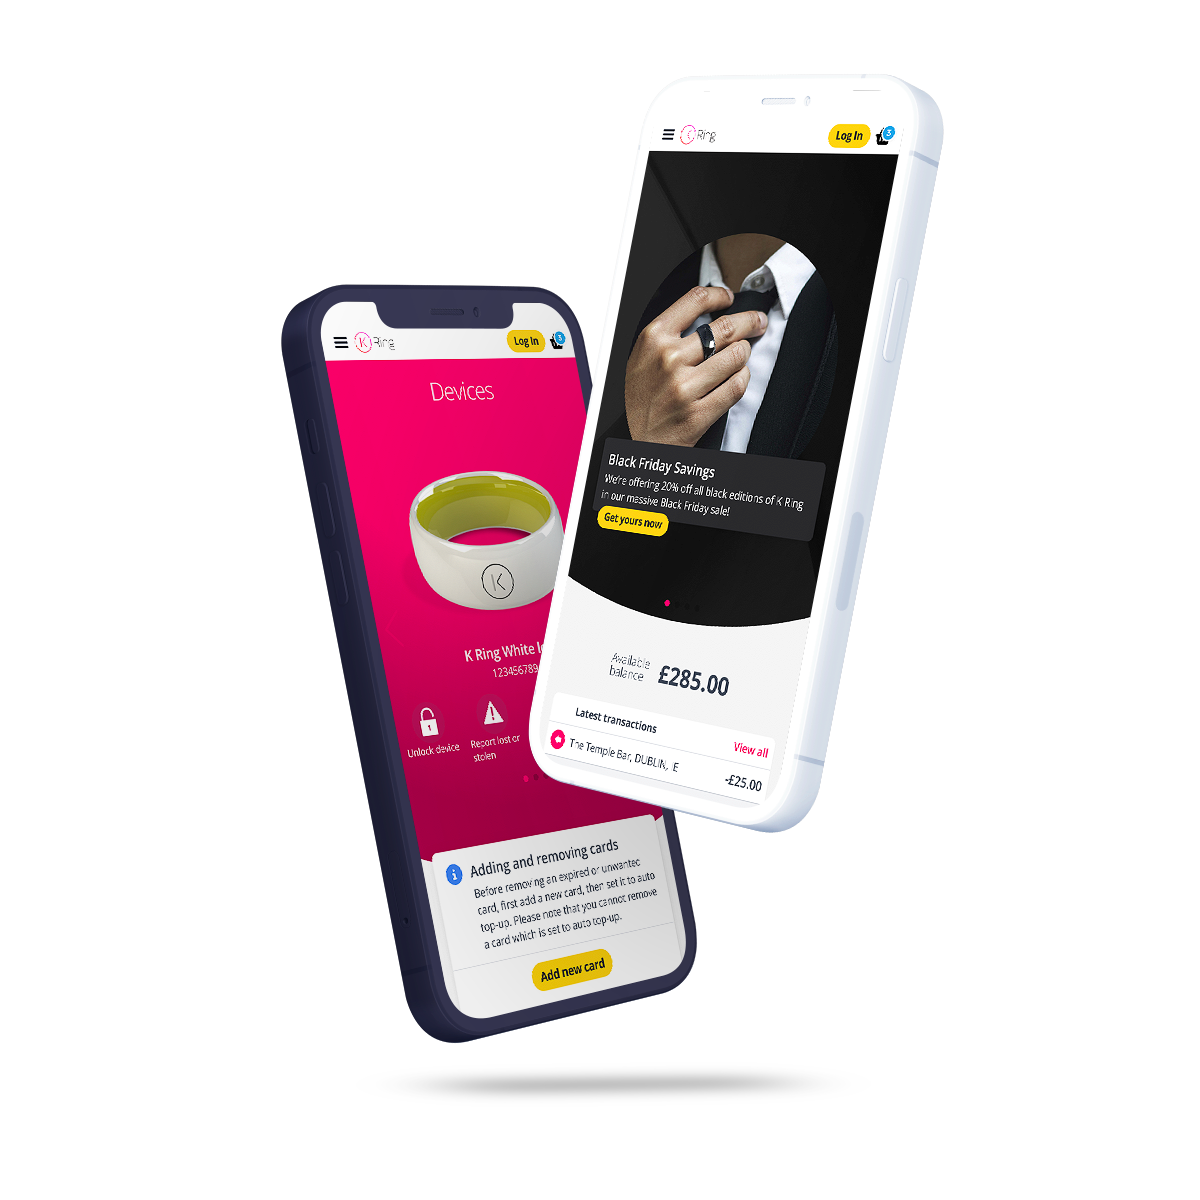 K Ring
Log In
3
Devices
K
K Ring White
123456789
Unlock device
Report lost or
stolen
Adding and removing cards
Before removing an expired or unwanted
card, first add a new card, then set it to auto
top-up. Please note that you cannot remove
a card which is set to auto top-up.
Add new card
K Ring
Log In
3
Black Friday Savings
We're offering 20% off all black editions of K Ring
in our massive Black Friday sale!
Get yours now
Available
balance
£285.00
Latest transactions
View all
The Temple Bar, DUBLIN, IE
-£25.00